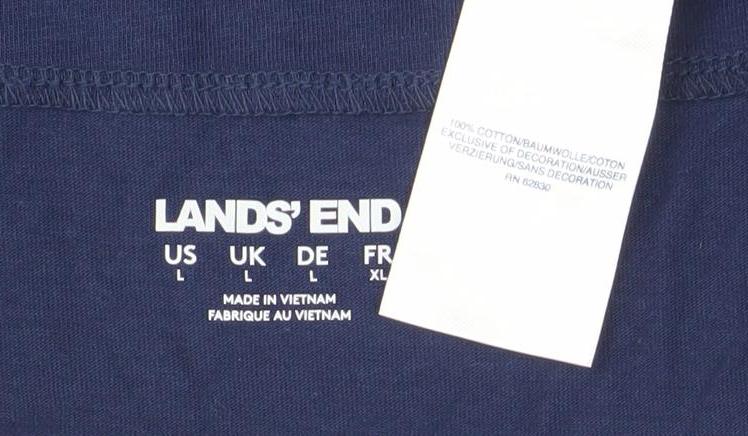 LANDS' END
US UK DE FR
L L L XL
MADE IN VIETNAM
FABRIQUE AU VIETNAM
100% COTTON/BAUMWOLLE/COTON
EXCLUSIVE OF DECORATION/AUSSER
VERZIERUNG/SANS DECORATION
RN 62830